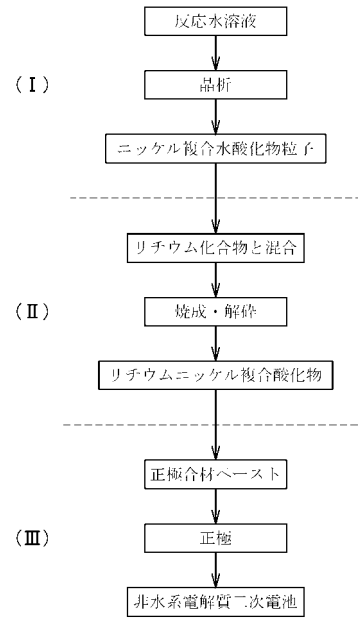 反応水溶液
(Ⅰ)
晶析
ニッケル複合水酸化物粒子
リチウム化合物と混合
(Ⅱ)
焼成・解砕
リチウムニッケル複合酸化物
正極合材ペースト
(Ⅲ)
正極
非水系電解質二次電池